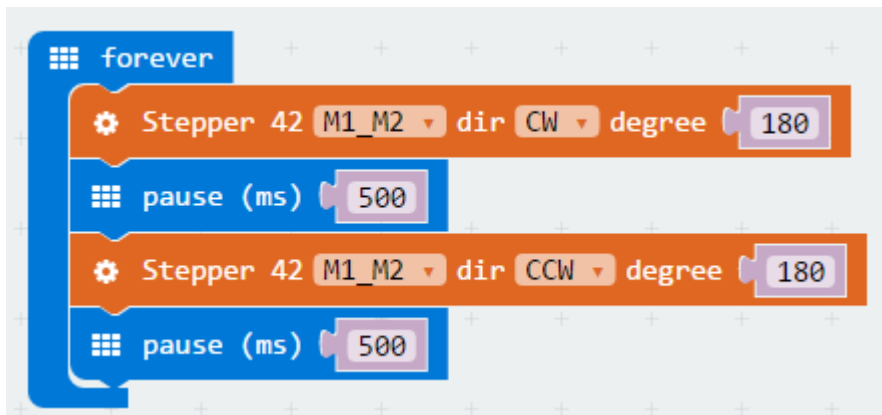 forever
Stepper 42 M1_M2 dir CW degree 180
pause (ms) 500
Stepper 42 M1_M2 dir CCW degree 180
pause (ms) 500